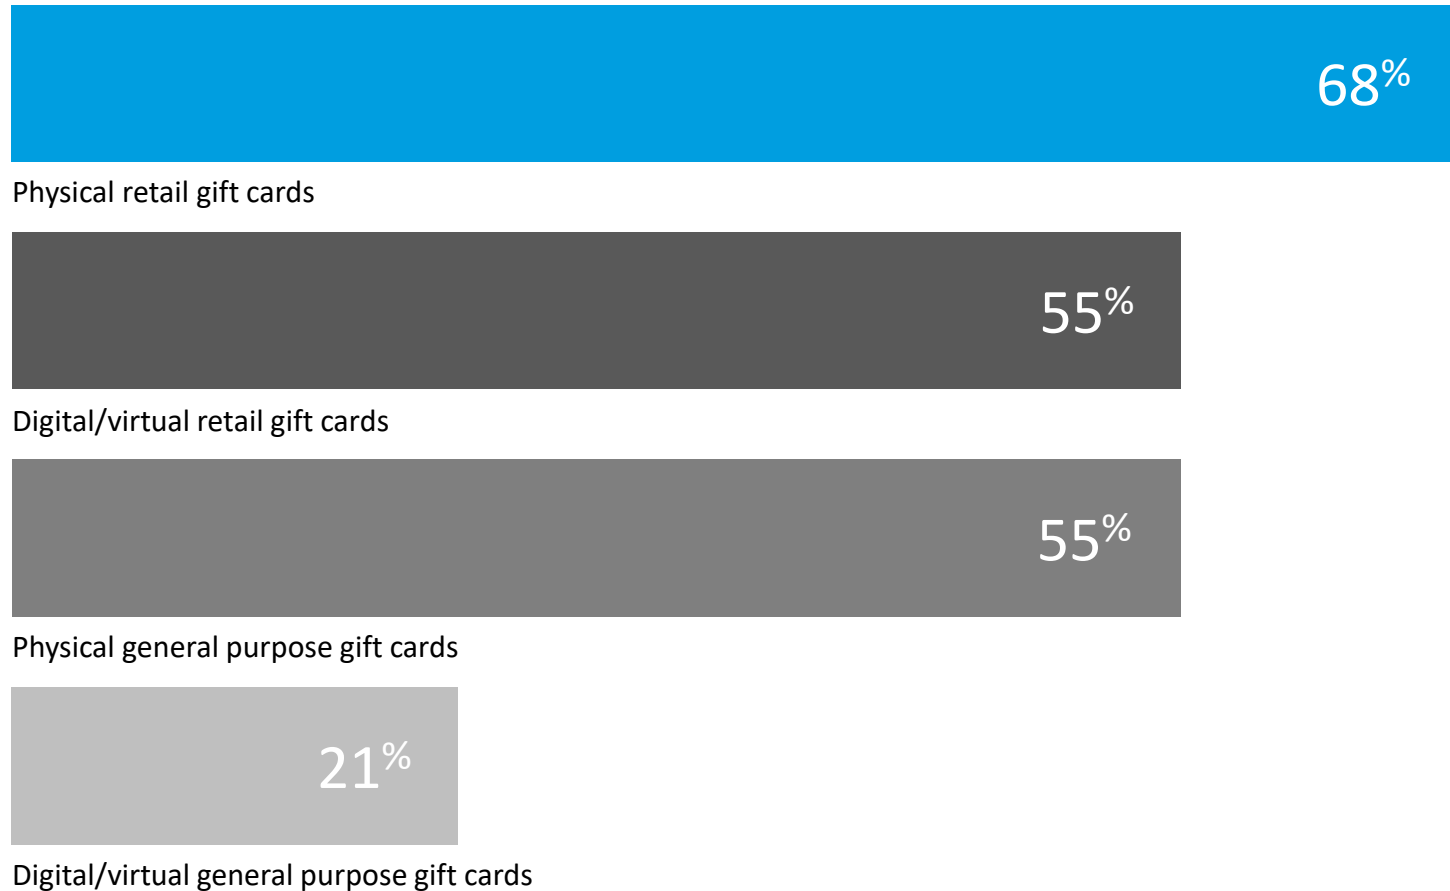 68%
Physical retail gift cards
55%
Digital/virtual retail gift cards
55%
Physical general purpose gift cards
21%
Digital/virtual general purpose gift cards